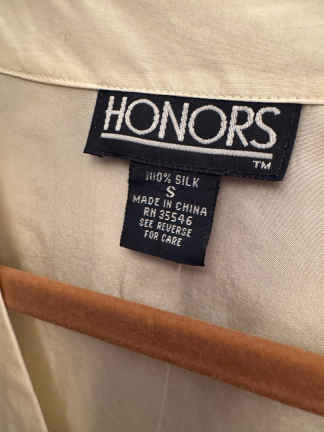 HONORS
TM
100% SILK
S
MADE IN CHINA
RN 35546
SEE REVERSE
FOR CARE